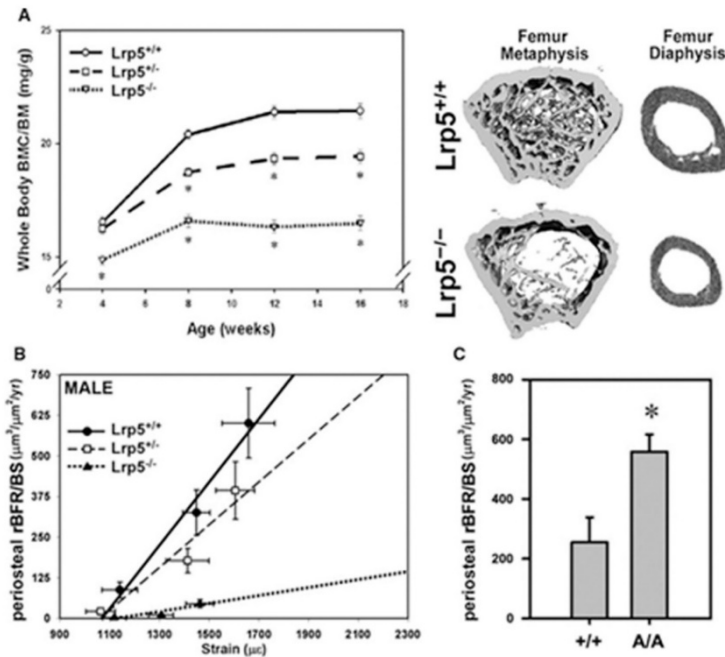 A
Whole Body BMC/BM (mg/g)
25
20
15
0
Lrp5+/+
Lrp5+/-
Lrp5-/-
* * *
* * * *
2 4 6 8 10 12 14 16 18
Age (weeks)
Femur Metaphysis
Femur Diaphysis
Lrp5+/+
Lrp5−/−
B
periosteal rBFR/BS (μm³/μm²/yr)
750
625
500
375
250
125
0
MALE
Lrp5+/+
Lrp5+/-
Lrp5-/-
900 1100 1300 1500 1700 1900 2100 2300
Strain (με)
C
periosteal rBFR/BS (μm³/μm²/yr)
800
600
400
200
0
*
+/+ A/A